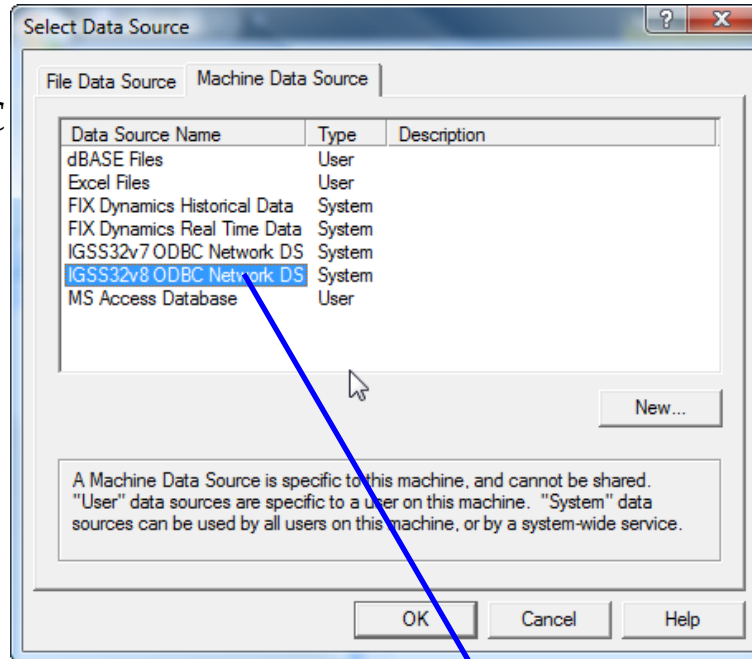 Select Data Source
File Data Source Machine Data Source
Data Source Name Type Description
dBASE Files User
Excel Files User
FIX Dynamics Historical Data System
FIX Dynamics Real Time Data System
IGSS32v7 ODBC Network DS System
IGSS32v8 ODBC Network DS System
MS Access Database User
New...
A Machine Data Source is specific to this machine, and cannot be shared.
"User" data sources are specific to a user on this machine. "System" data
sources can be used by all users on this machine, or by a system-wide service.
OK Cancel Help